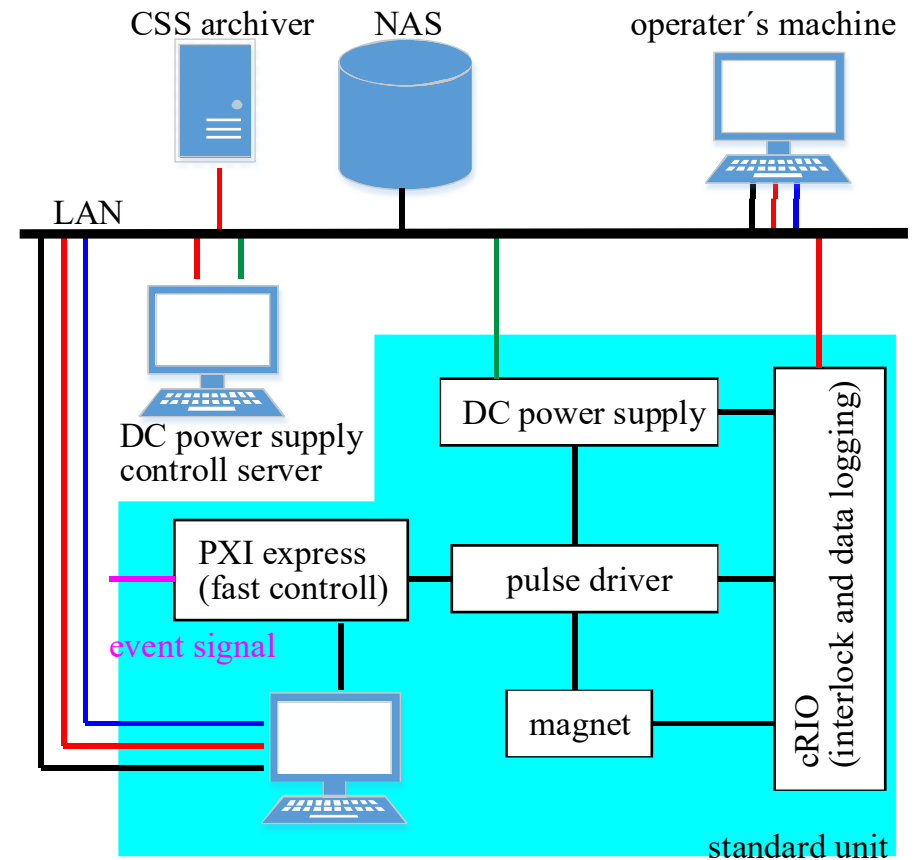 CSS archiver
NAS
operater´s machine
LAN
DC power supply
controll server
DC power supply
PXI express
(fast controll)
pulse driver
event signal
magnet
cRIO
(interlock and data logging)
standard unit